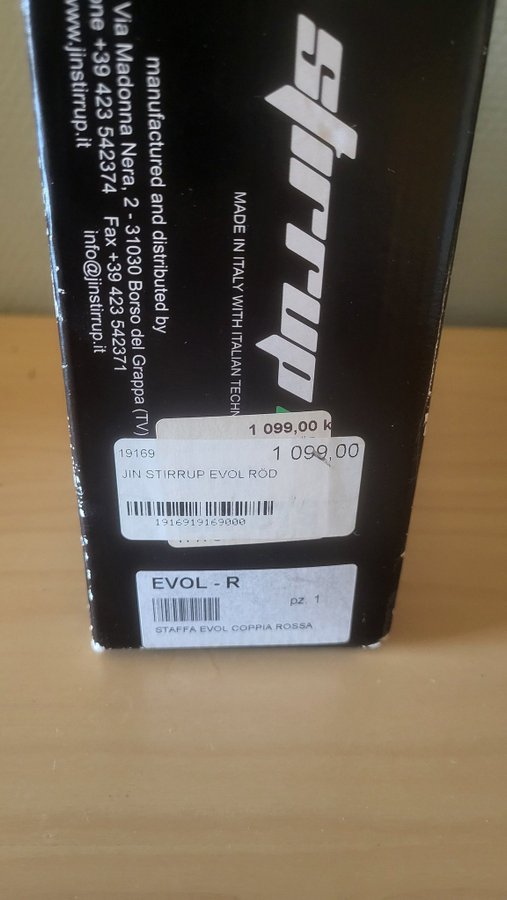 stirrup
MADE IN ITALY WITH ITALIAN
manufactured and distributed by
Via Madonna Nera, 2 - 31030 Borso del Grappa (TV)
+39 423 542374 Fax +39 423 542371
www.jinstirrup.it info@jinstirrup.it
1 099,00 k
19169 1 099,00
JIN STIRRUP EVOL RÖD
1916919169000
EVOL - R
pz. 1
STAFFA EVOL COPPIA ROSSA